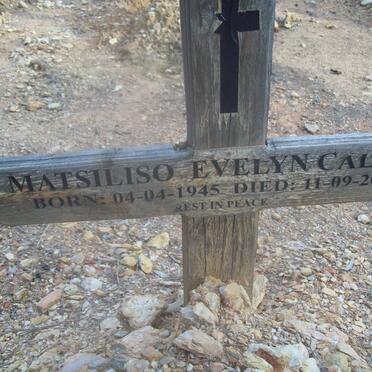 MATSILISO EVELYN CAL
BORN: 04-04-1945 DIED: 11-09-20
REST IN PEACE